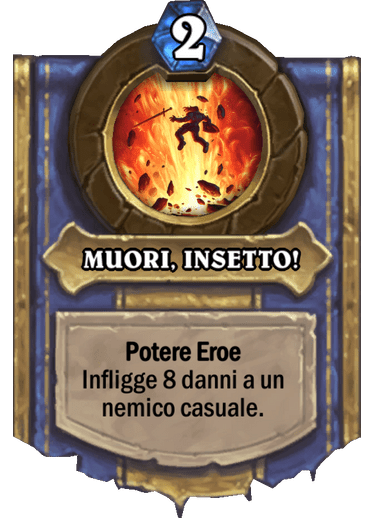 2
MUORI, INSETTO!
Potere Eroe
Infligge 8 danni a un
nemico casuale.